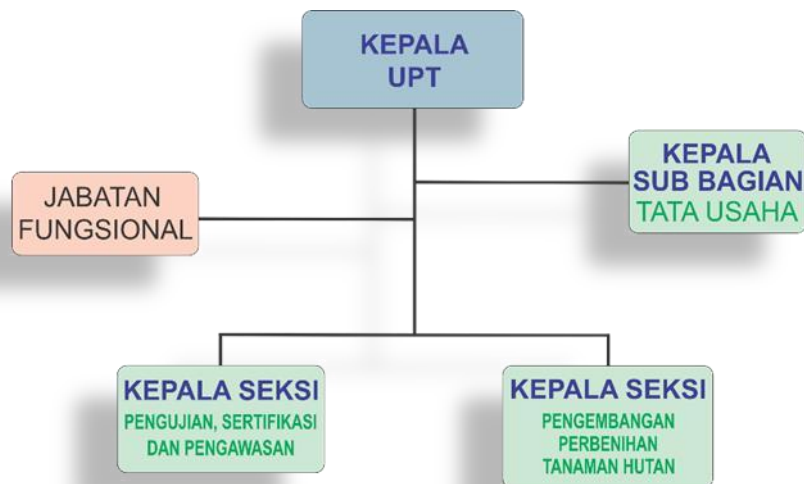 KEPALA
UPT
KEPALA
SUB BAGIAN
TATA USAHA
JABATAN
FUNGSIONAL
KEPALA SEKSI
PENGUJIAN, SERTIFIKASI
DAN PENGAWASAN
KEPALA SEKSI
PENGEMBANGAN
PERBENIHAN
TANAMAN HUTAN